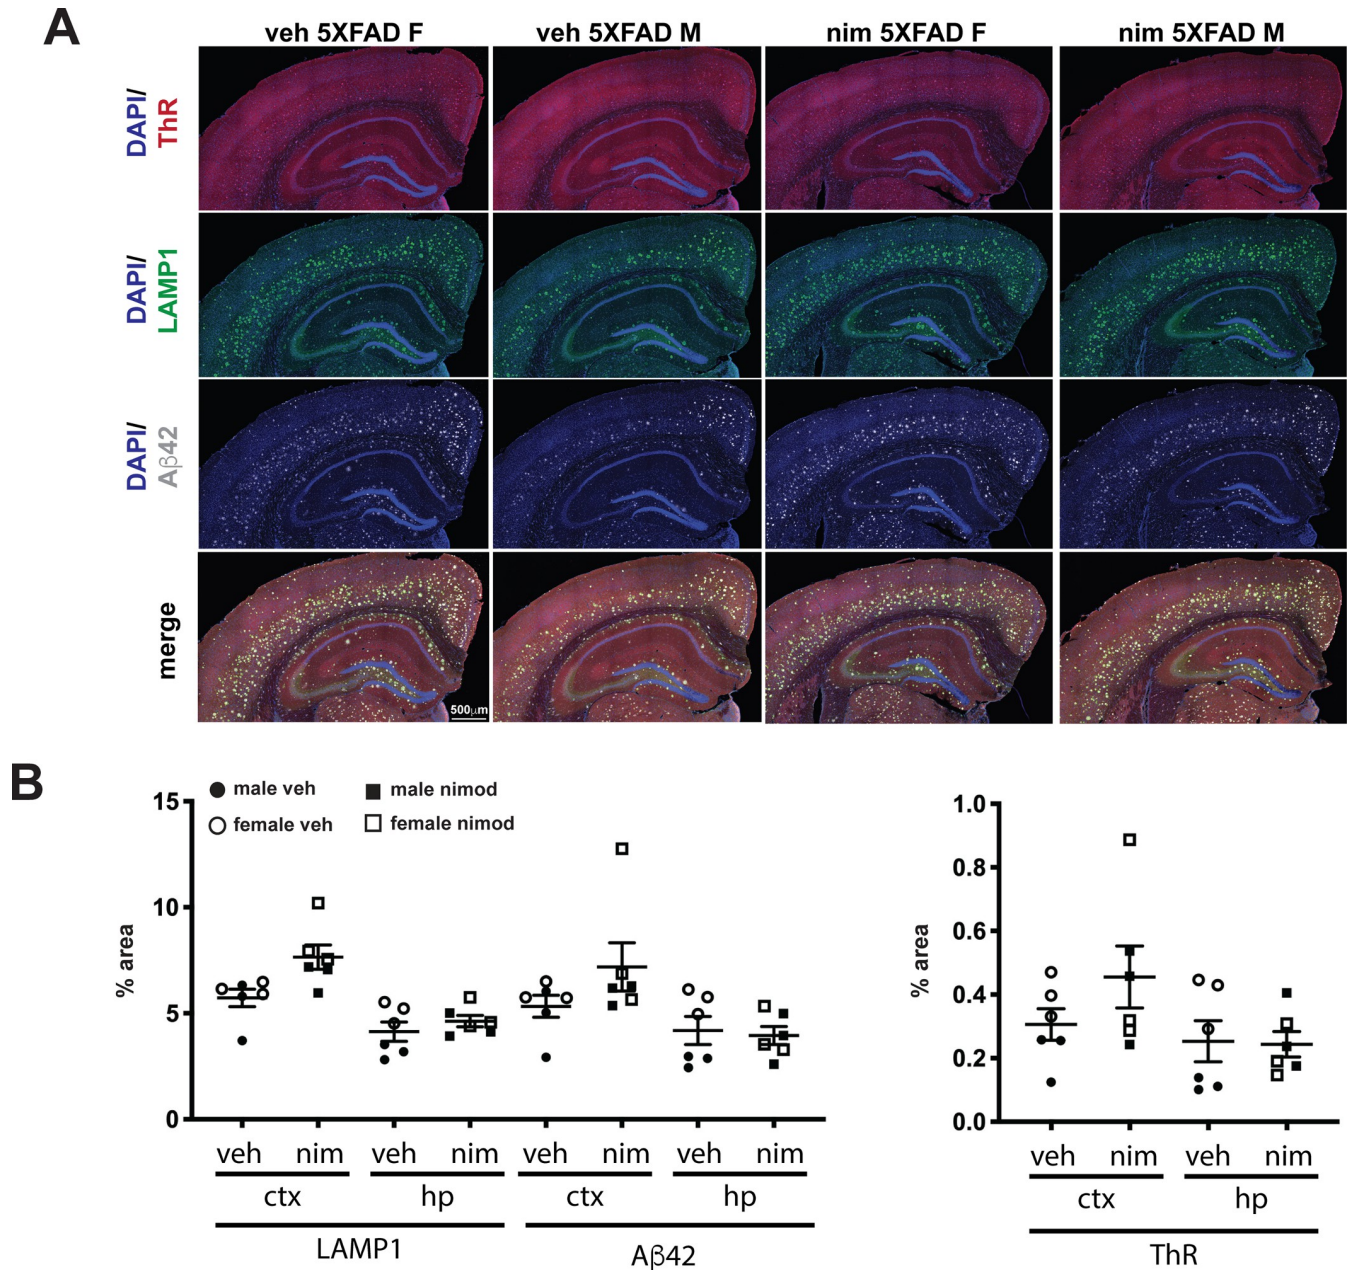 A
veh 5XFAD F
veh 5XFAD M
nim 5XFAD F
nim 5XFAD M
DAPI/
ThR
DAPI/
LAMP1
DAPI/
Aβ42
merge
500μm
B
male veh
male nimod
female veh
female nimod
15
10
5
0
% area
veh
nim
veh
nim
veh
nim
veh
nim
ctx
hp
ctx
hp
LAMP1
Aβ42
1.0
0.8
0.6
0.4
0.2
0.0
% area
veh
nim
veh
nim
ctx
hp
ThR